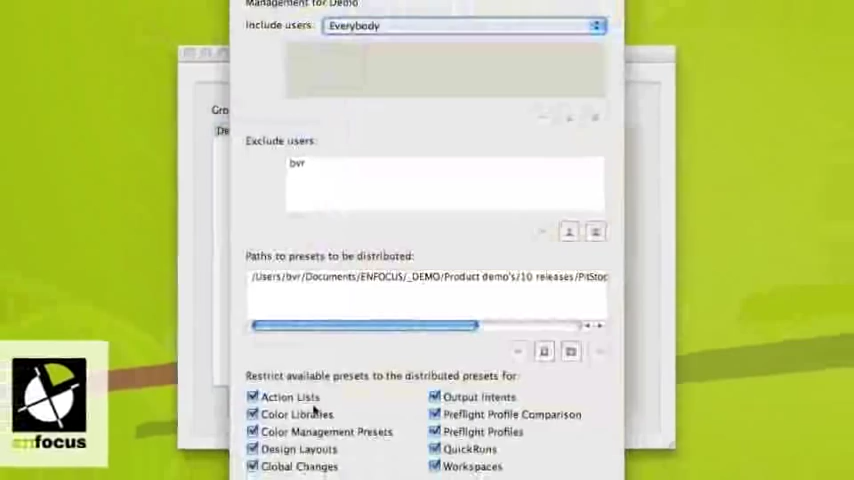 Management for Demo
Include users: Everybody
Gro
De
Exclude users:
bvr
Paths to presets to be distributed:
/Users/bvr/Documents/ENFOCUS/_DEMO/Product demo's/10 releases/PitStop
Restrict available presets to the distributed presets for:
Action Lists Output Intents
Color Libraries Preflight Profile Comparison
Color Management Presets Preflight Profiles
Design Layouts QuickRuns
Global Changes Workspaces
enfocus